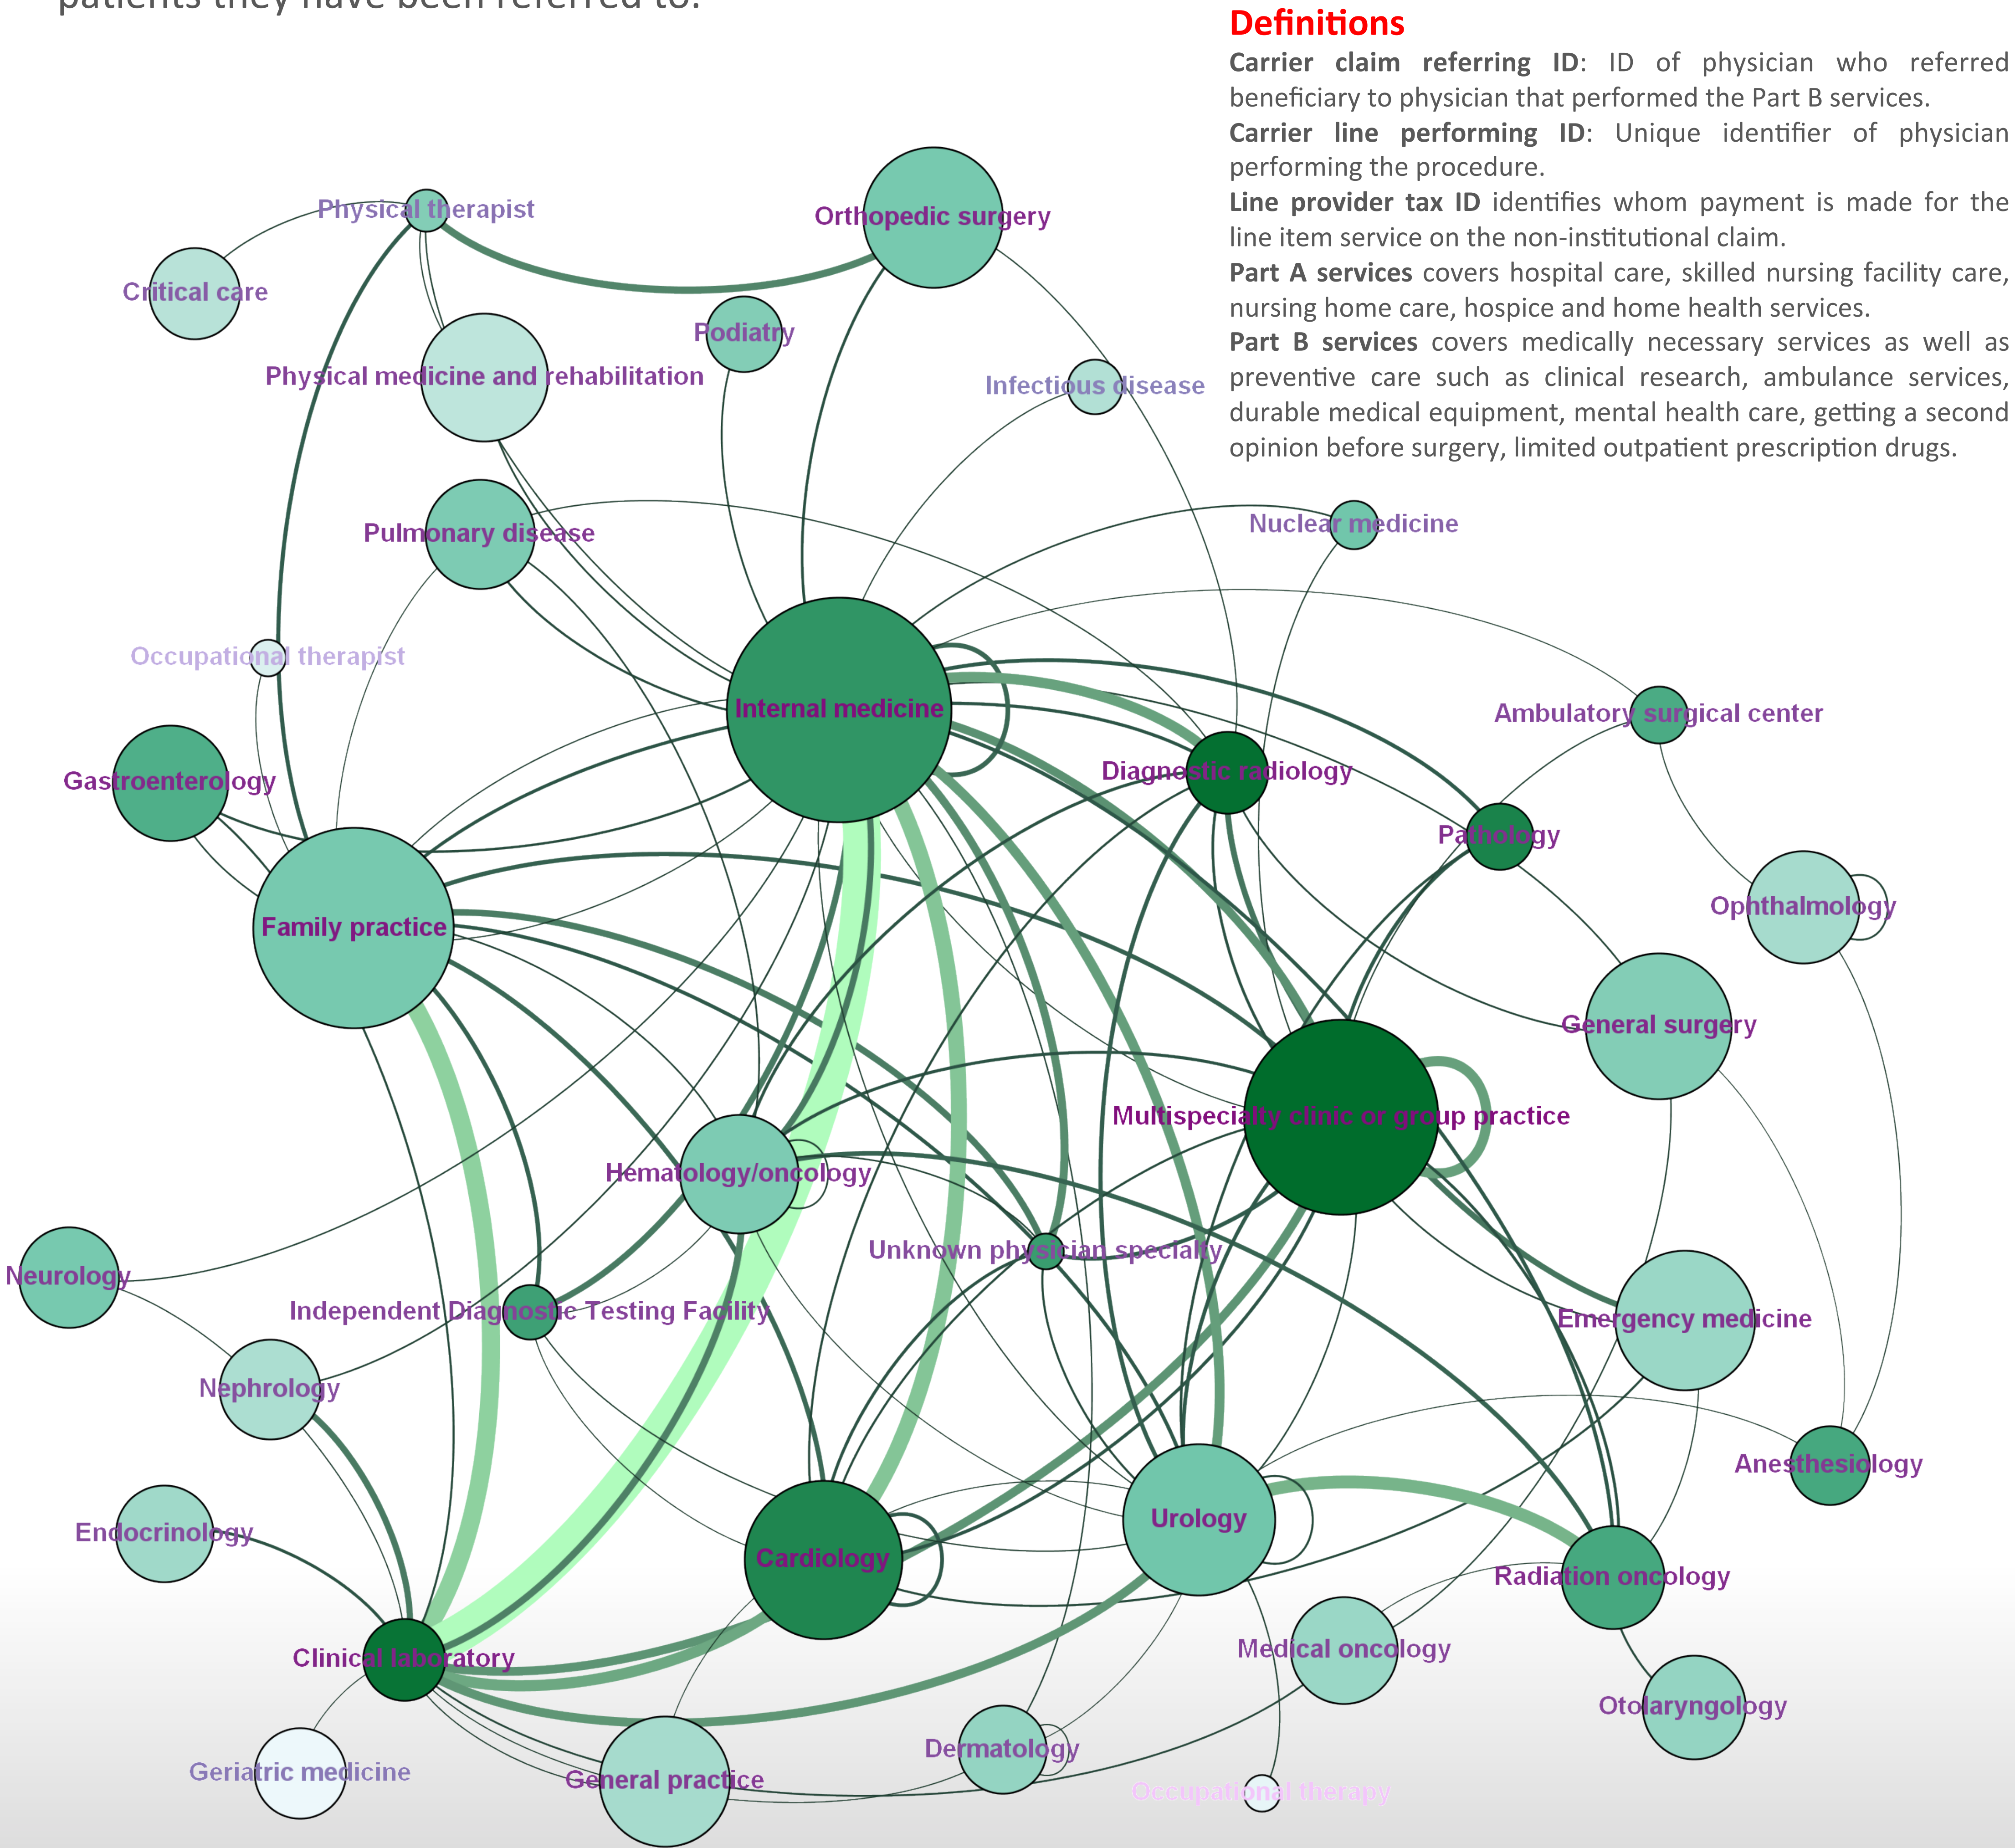 patients they have been referred to.
Definitions
Carrier claim referring ID: ID of physician who referred
beneficiary to physician that performed the Part B services.
Carrier line performing ID: Unique identifier of physician
performing the procedure.
Line provider tax ID identifies whom payment is made for the
line item service on the non-institutional claim.
Part A services covers hospital care, skilled nursing facility care,
nursing home care, hospice and home health services.
Part B services covers medically necessary services as well as
preventive care such as clinical research, ambulance services,
durable medical equipment, mental health care, getting a second
opinion before surgery, limited outpatient prescription drugs.
Physical therapist
Orthopedic surgery
Critical care
Podiatry
Physical medicine and rehabilitation
Infectious disease
Nuclear medicine
Pulmonary disease
Occupational therapist
Internal medicine
Ambulatory surgical center
Diagnostic radiology
Gastroenterology
Pathology
Ophthalmology
Family practice
General surgery
Multispecialty clinic or group practice
Hematology/oncology
Unknown physician specialty
Neurology
Independent Diagnostic Testing Facility
Emergency medicine
Nephrology
Anesthesiology
Urology
Endocrinology
Cardiology
Radiation oncology
Medical oncology
Clinical laboratory
Otolaryngology
Dermatology
Geriatric medicine
General practice
Occupational therapy